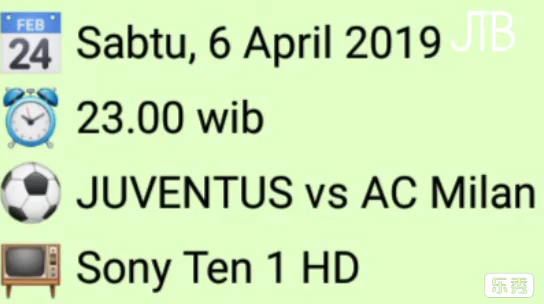 FEB
24
Sabtu, 6 April 2019
JTB
23.00 wib
JUVENTUS vs AC Milan
Sony Ten 1 HD
乐秀